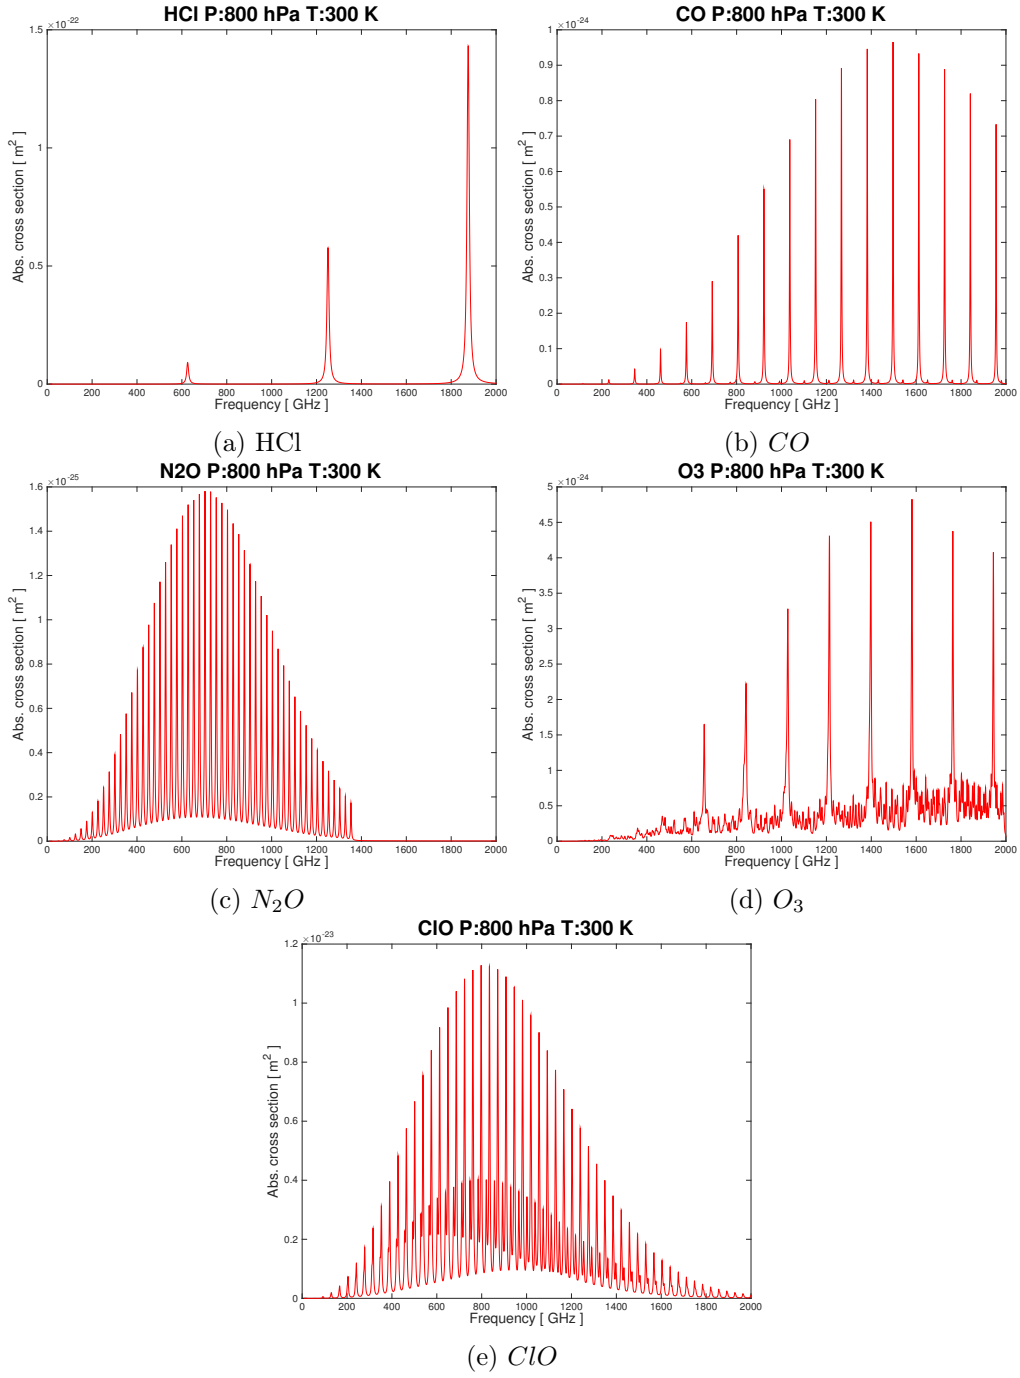 HCl P:800 hPa T:300 K
×10^-22
1.5
1
0.5
0
Abs. cross section [ m^2 ]
0 200 400 600 800 1000 1200 1400 1600 1800 2000
Frequency [ GHz ]
(a) HCl
CO P:800 hPa T:300 K
×10^-24
1
0.9
0.8
0.7
0.6
0.5
0.4
0.3
0.2
0.1
0
Abs. cross section [ m^2 ]
0 200 400 600 800 1000 1200 1400 1600 1800 2000
Frequency [ GHz ]
(b) CO
N2O P:800 hPa T:300 K
×10^-25
1.6
1.4
1.2
1
0.8
0.6
0.4
0.2
0
Abs. cross section [ m^2 ]
0 200 400 600 800 1000 1200 1400 1600 1800 2000
Frequency [ GHz ]
(c) N_2O
O3 P:800 hPa T:300 K
×10^-24
5
4.5
4
3.5
3
2.5
2
1.5
1
0.5
0
Abs. cross section [ m^2 ]
0 200 400 600 800 1000 1200 1400 1600 1800 2000
Frequency [ GHz ]
(d) O_3
ClO P:800 hPa T:300 K
×10^-23
1.2
1
0.8
0.6
0.4
0.2
0
Abs. cross section [ m^2 ]
0 200 400 600 800 1000 1200 1400 1600 1800 2000
Frequency [ GHz ]
(e) ClO